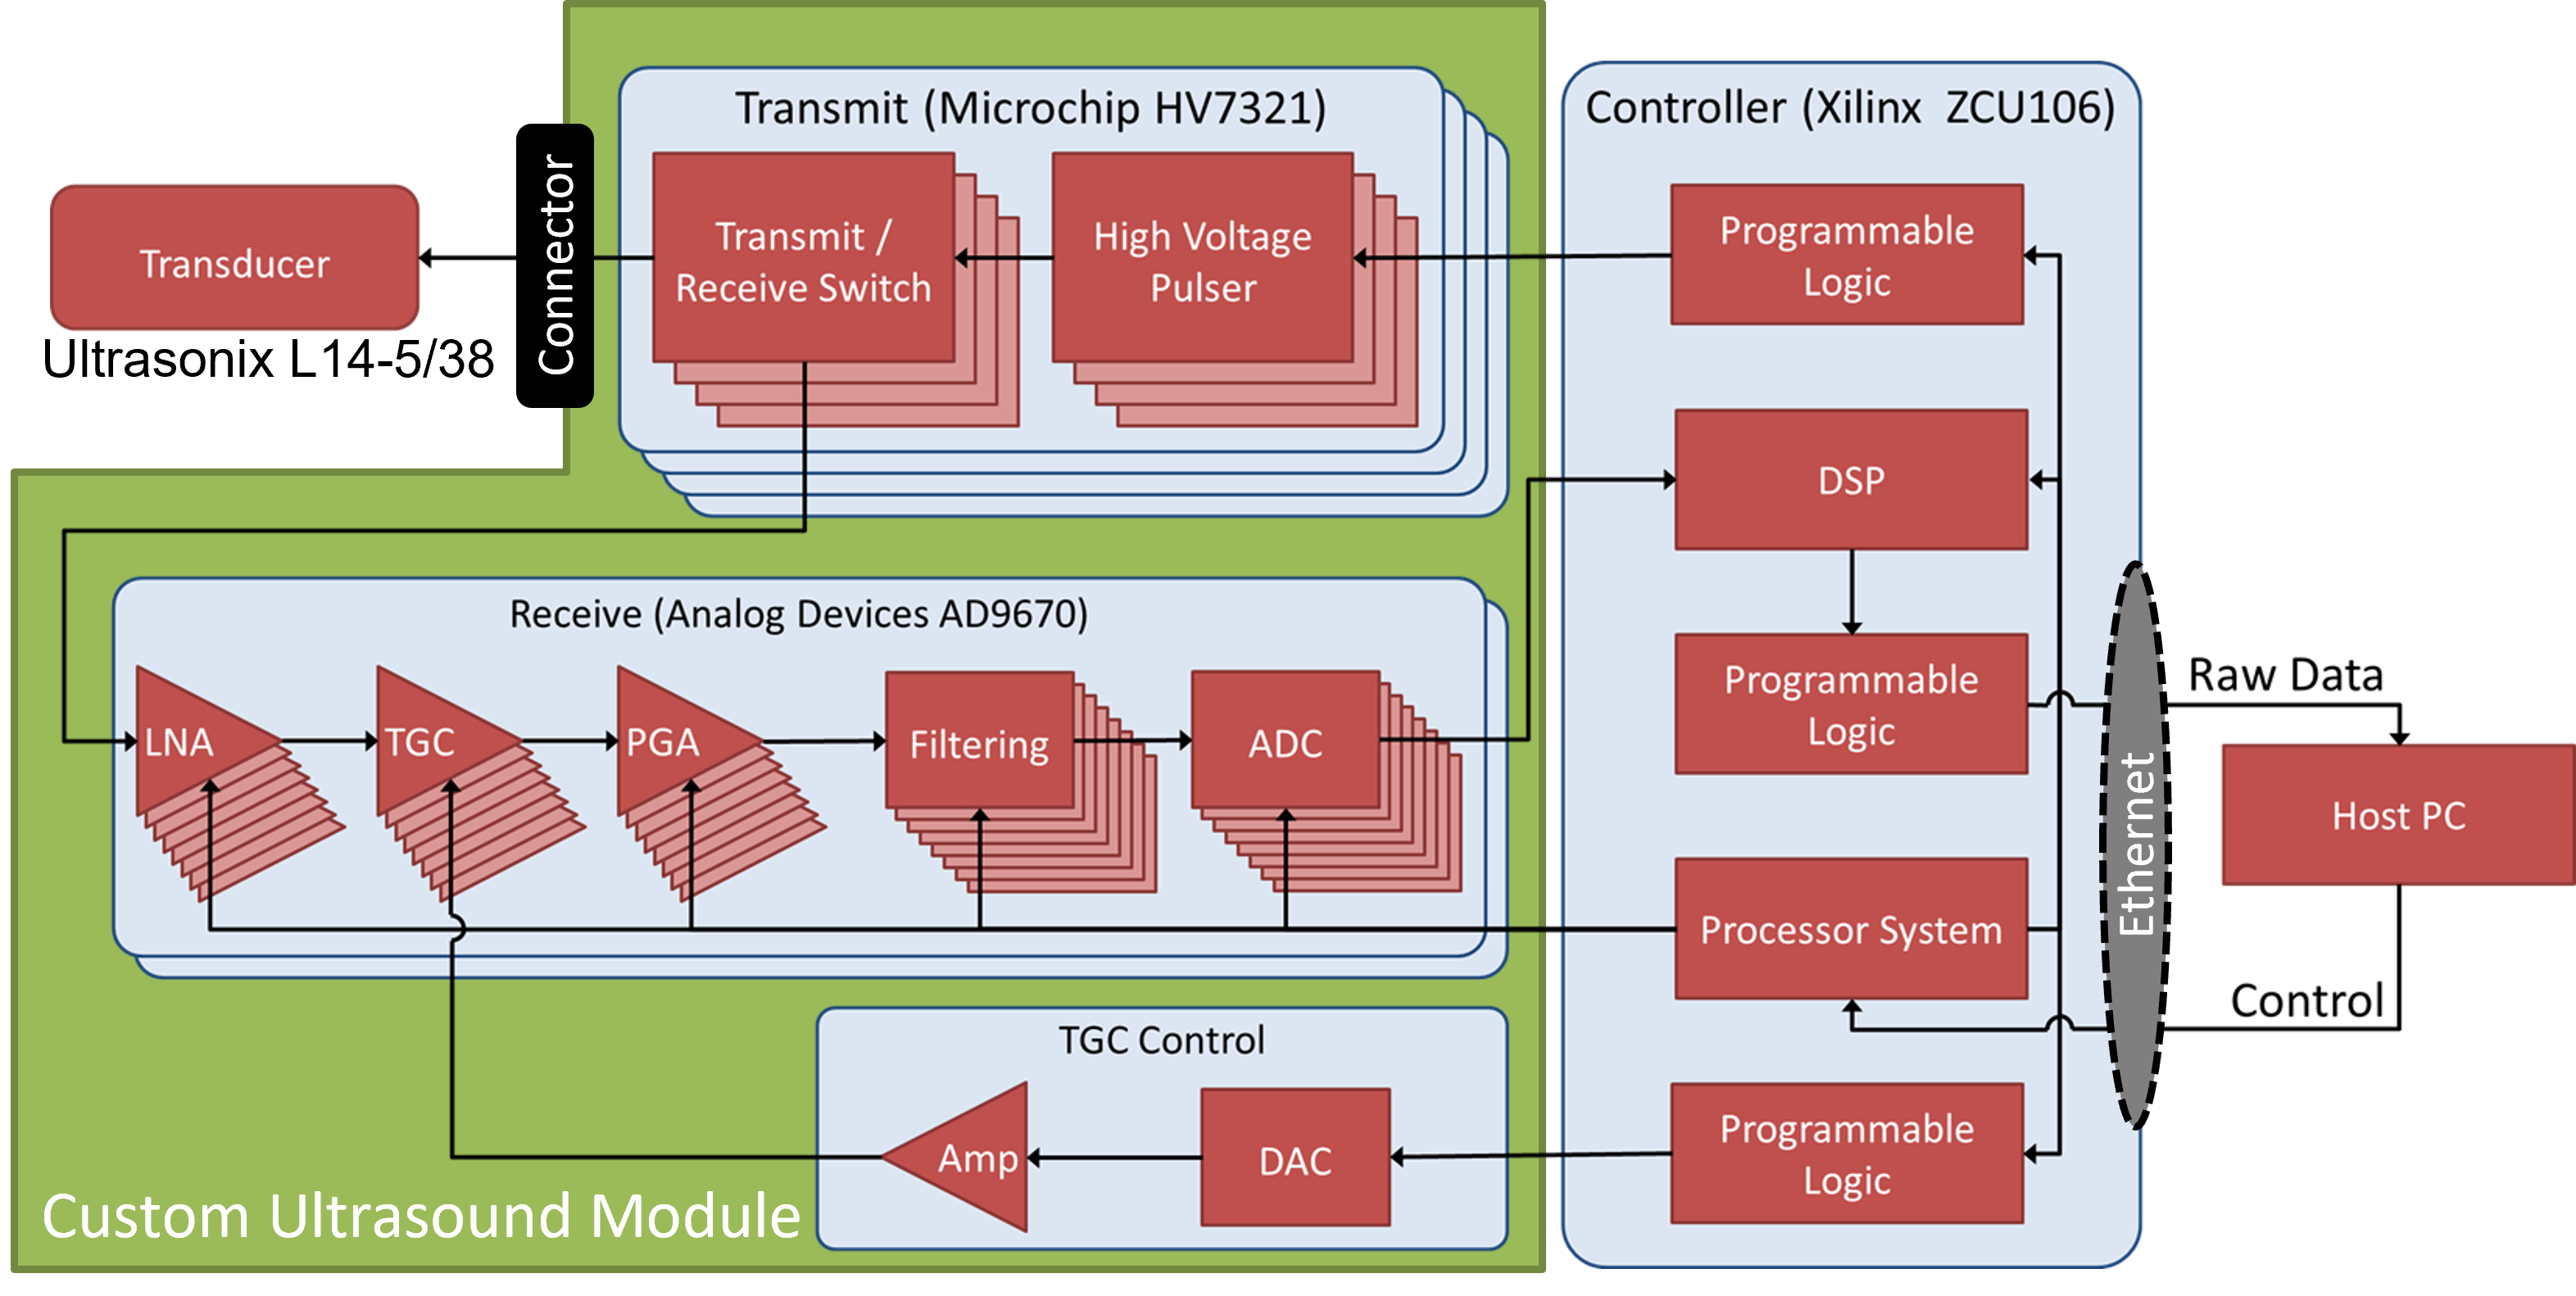 Transmit (Microchip HV7321)
Controller (Xilinx ZCU106)
Transducer
Ultrasonix L14-5/38
Connector
Transmit /
Receive Switch
High Voltage
Pulser
Programmable
Logic
DSP
Receive (Analog Devices AD9670)
LNA
TGC
PGA
Filtering
ADC
Programmable
Logic
Raw Data
Ethernet
Host PC
Processor System
Control
TGC Control
Amp
DAC
Programmable
Logic
Custom Ultrasound Module